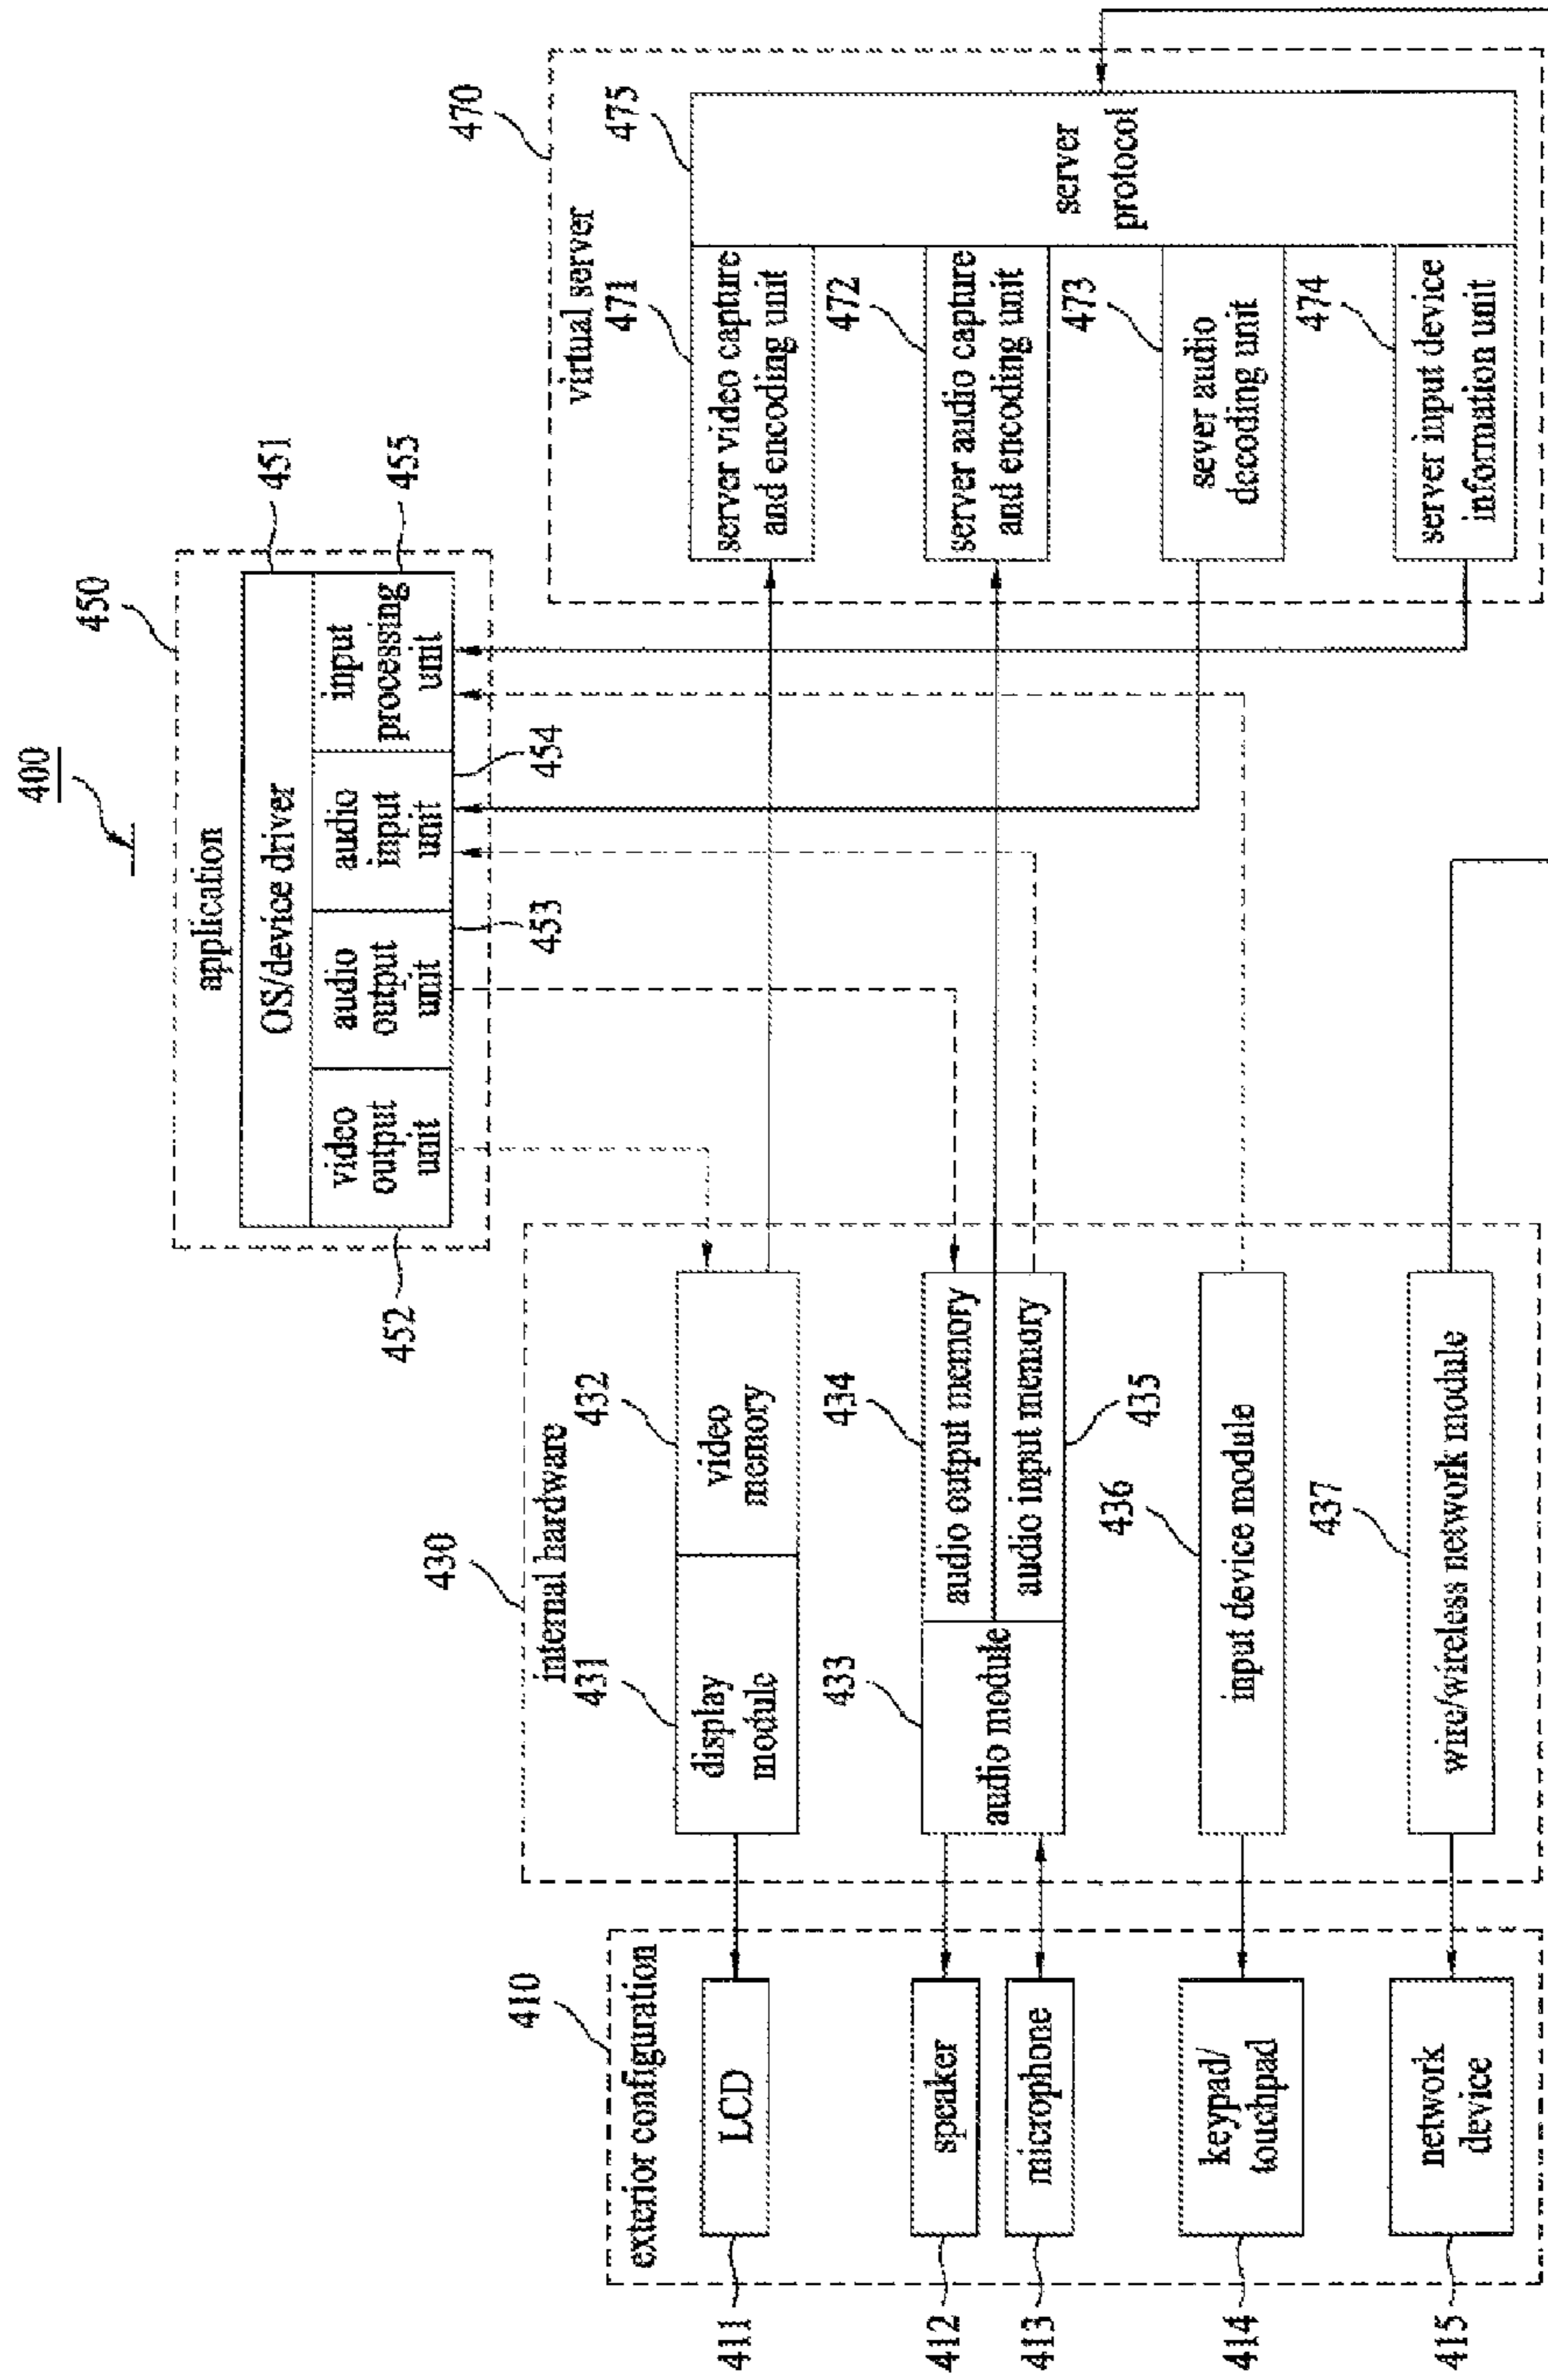 400
450
application
OS/device driver
451
video
output
unit
audio
output
unit
audio
input
unit
input
processing
unit
452
453
454
455
410
exterior configuration
411
LCD
412
speaker
413
microphone
414
keypad/
touchpad
415
network
device
430
internal hardware
431
display
module
432
video
memory
433
audio module
434
audio output memory
audio input memory
435
436
input device module
437
wire/wireless network module
470
virtual server
471
server video capture
and encoding unit
472
server audio capture
and encoding unit
473
sever audio
decoding unit
474
server input device
information unit
475
server
protocol